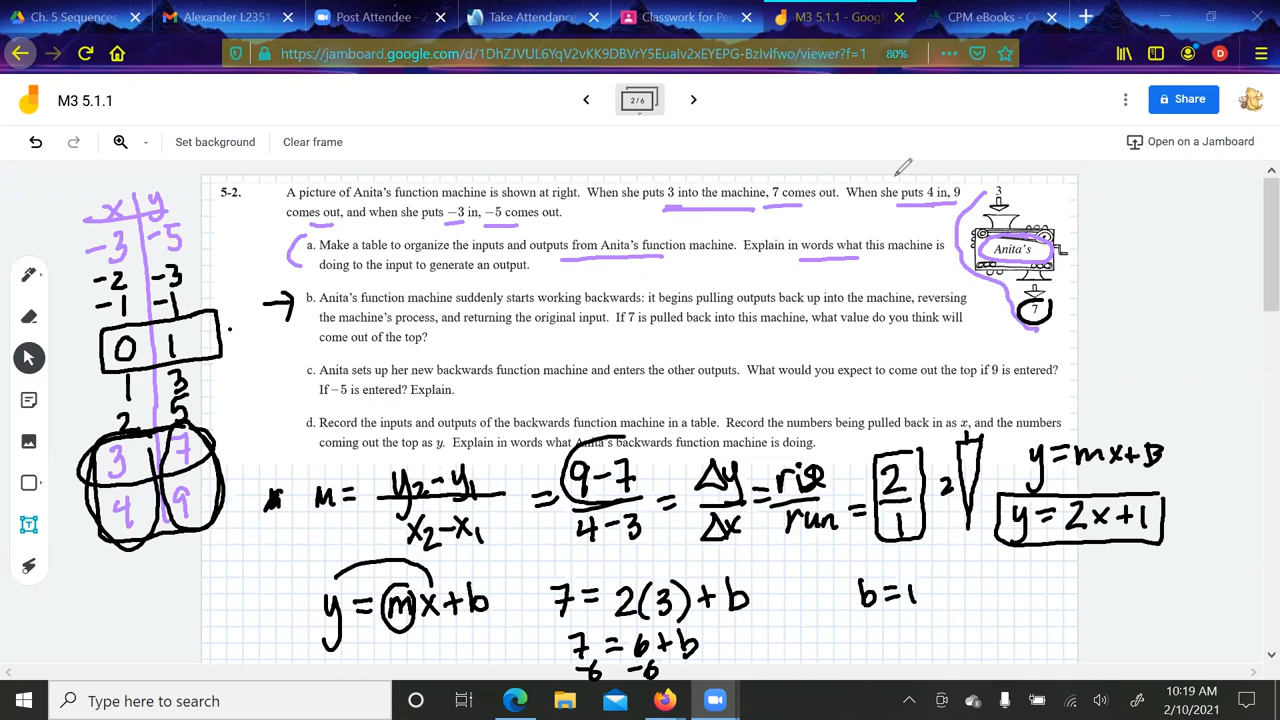 Ch. 5 Sequences
Alexander L2351
Post Attendee - Z
Take Attendance
Classwork for Pe
M3 5.1.1 - Googl
CPM eBooks - C
https://jamboard.google.com/d/1DhZJVUL6YqV2vKK9DBVrY5EuaIv2xEYEPG-BzIvlfwo/viewer?f=1
80%
D
M3 5.1.1
2/6
Share
Set background
Clear frame
Open on a Jamboard
5-2. A picture of Anita's function machine is shown at right. When she puts 3 into the machine, 7 comes out. When she puts 4 in, 9
comes out, and when she puts −3 in, −5 comes out.
a. Make a table to organize the inputs and outputs from Anita's function machine. Explain in words what this machine is
doing to the input to generate an output.
b. Anita's function machine suddenly starts working backwards: it begins pulling outputs back up into the machine, reversing
the machine's process, and returning the original input. If 7 is pulled back into this machine, what value do you think will
come out of the top?
c. Anita sets up her new backwards function machine and enters the other outputs. What would you expect to come out the top if 9 is entered?
If −5 is entered? Explain.
d. Record the inputs and outputs of the backwards function machine in a table. Record the numbers being pulled back in as x, and the numbers
coming out the top as y. Explain in words what Anita's backwards function machine is doing.
3
Anita's
7
x y
-3 -5
-2 -3
-1 -1
0 1
1 3
2 5
3 7
4 9
M = y2-y1 / x2-x1 = 9-7 / 4-3 = Δy / Δx = rise / run = 2 / 1
2
y=mx+B
y = 2x+1
y = mx+b
7 = 2(3)+b
b=1
7 = 6+b
-6 -6
Type here to search
10:19 AM
2/10/2021